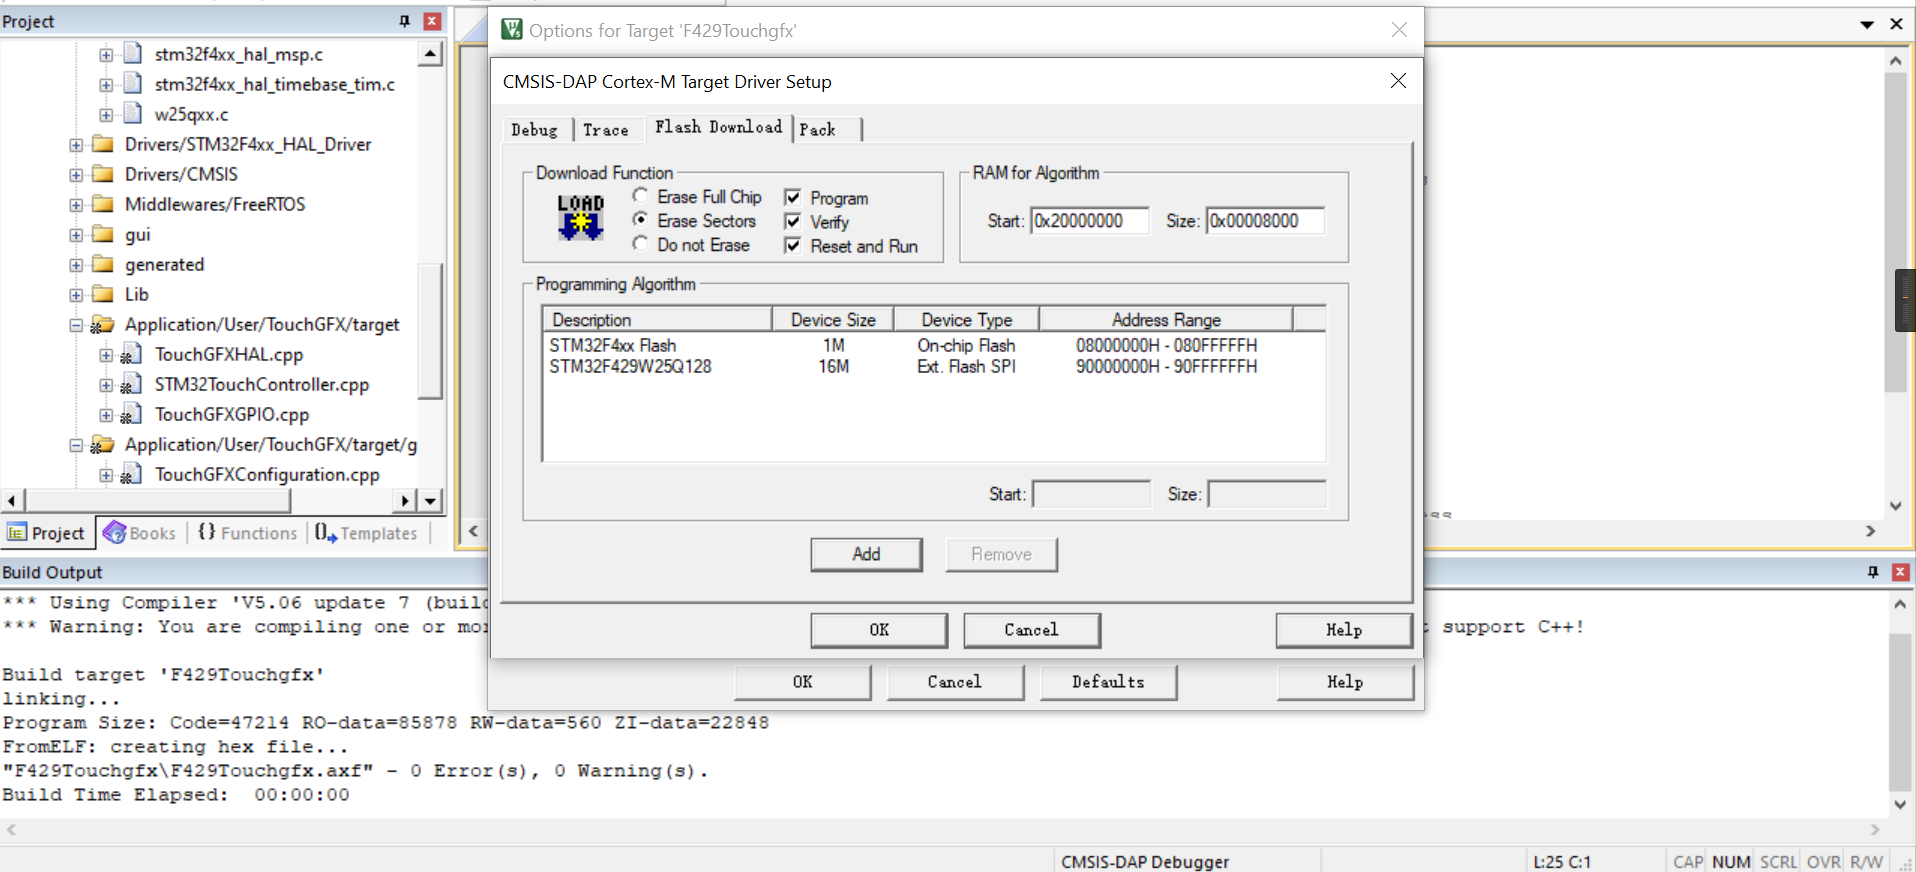 Project
stm32f4xx_hal_msp.c
stm32f4xx_hal_timebase_tim.c
w25qxx.c
Drivers/STM32F4xx_HAL_Driver
Drivers/CMSIS
Middlewares/FreeRTOS
gui
generated
Lib
Application/User/TouchGFX/target
TouchGFXHAL.cpp
STM32TouchController.cpp
TouchGFXGPIO.cpp
Application/User/TouchGFX/target/g
TouchGFXConfiguration.cpp
Project Books {} Functions Templates
Options for Target 'F429Touchgfx'
CMSIS-DAP Cortex-M Target Driver Setup
Debug Trace Flash Download Pack
Download Function
LOAD
Erase Full Chip
Erase Sectors
Do not Erase
Program
Verify
Reset and Run
RAM for Algorithm
Start: 0x20000000 Size: 0x00008000
Programming Algorithm
Description Device Size Device Type Address Range
STM32F4xx Flash 1M On-chip Flash 08000000H - 080FFFFFH
STM32F429W25Q128 16M Ext. Flash SPI 90000000H - 90FFFFFFH
Start: Size:
Add Remove
OK Cancel Help
OK Cancel Defaults Help
Build Output
*** Using Compiler 'V5.06 update 7 (build
*** Warning: You are compiling one or mor t support C++!
Build target 'F429Touchgfx'
linking...
Program Size: Code=47214 RO-data=85878 RW-data=560 ZI-data=22848
FromELF: creating hex file...
"F429Touchgfx\F429Touchgfx.axf" - 0 Error(s), 0 Warning(s).
Build Time Elapsed:  00:00:00
CMSIS-DAP Debugger L:25 C:1 CAP NUM SCRL OVR R/W